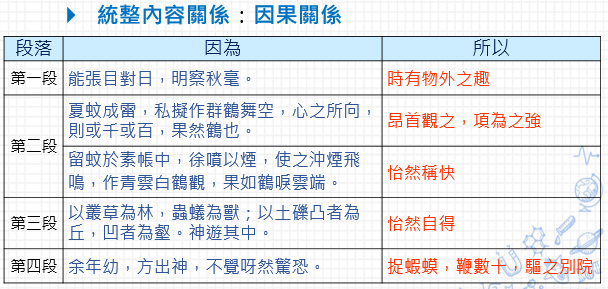 ▶ 統整內容關係：因果關係
段落 因為 所以
第一段 能張目對日，明察秋毫。 時有物外之趣
第二段 夏蚊成雷，私擬作群鶴舞空，心之所向，
則或千或百，果然鶴也。 昂首觀之，項為之強
留蚊於素帳中，徐噴以煙，使之沖煙飛
鳴，作青雲白鶴觀，果如鶴唳雲端。 怡然稱快
第三段 以叢草為林，蟲蟻為獸；以土礫凸者為
丘，凹者為壑。神遊其中。 怡然自得
第四段 余年幼，方出神，不覺呀然驚恐。 捉蝦蟆，鞭數十，驅之別院